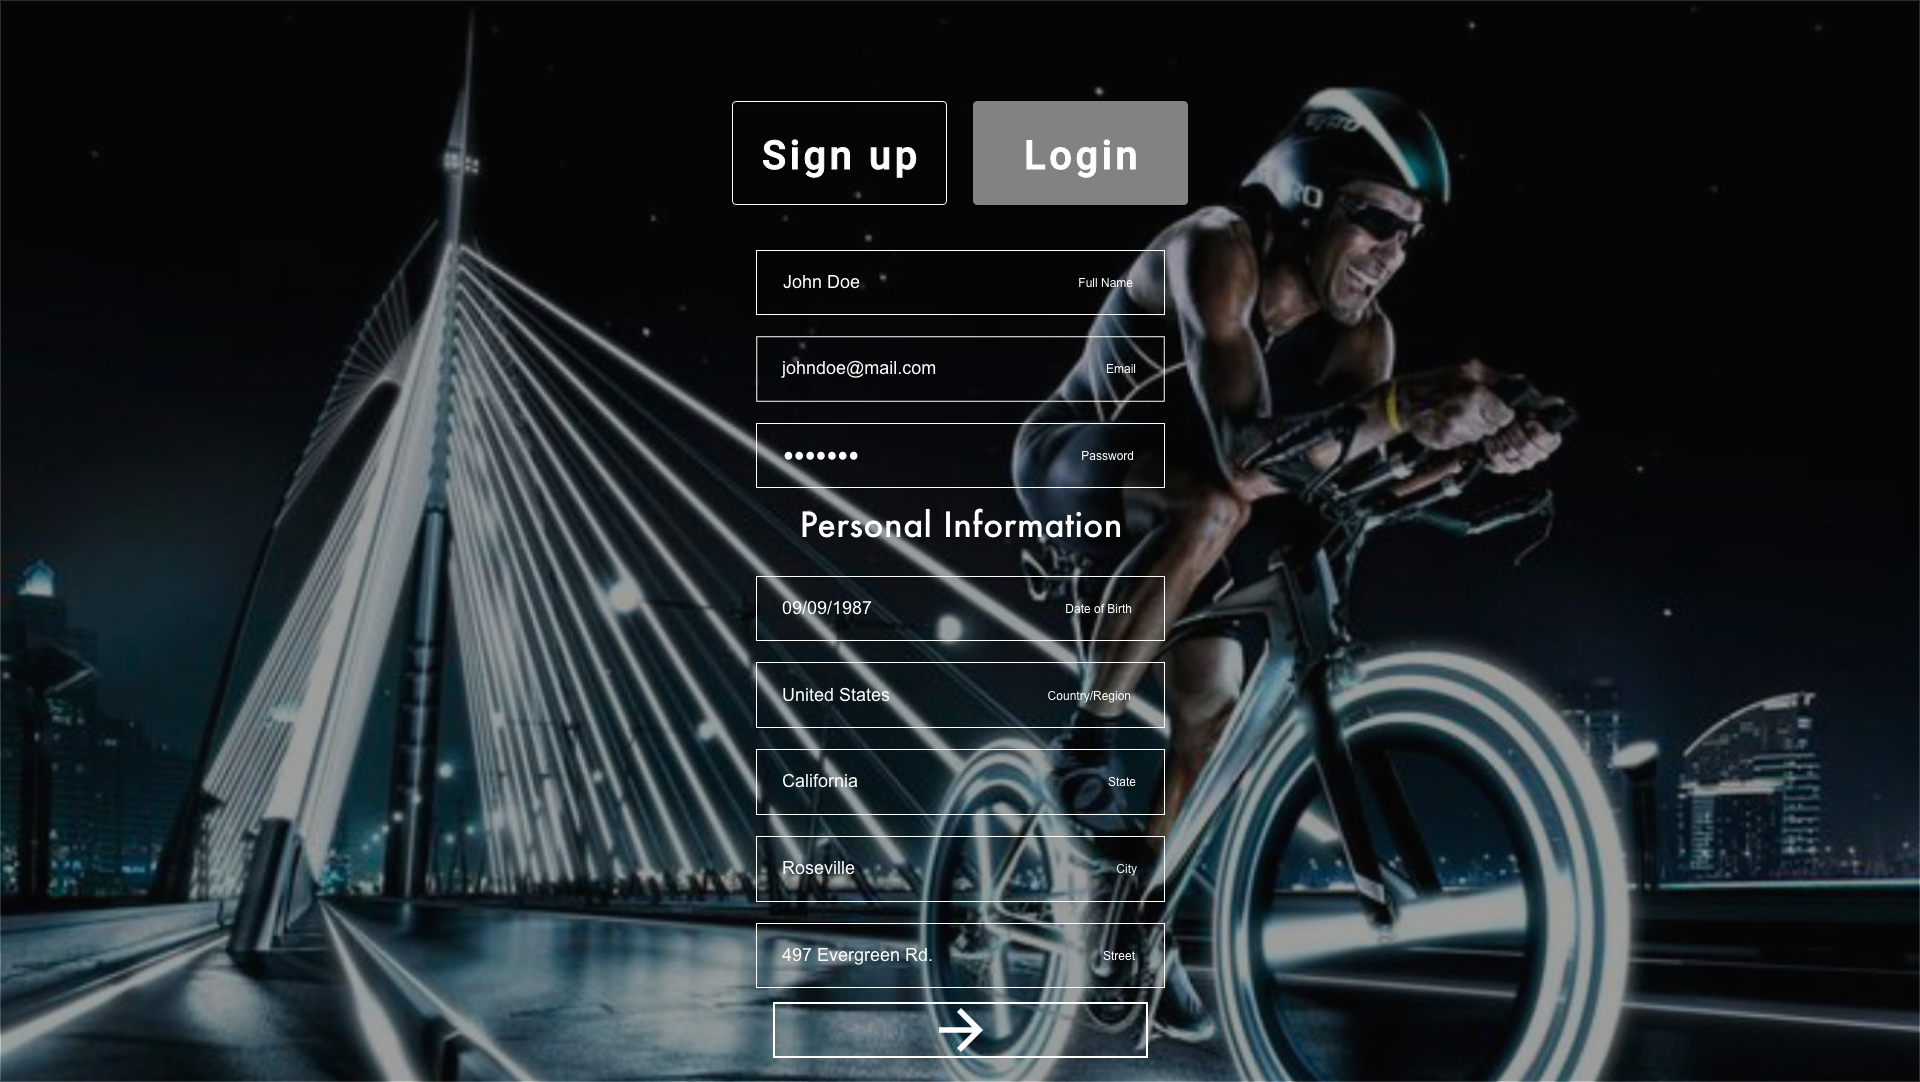 Sign up Login
John Doe Full Name
johndoe@mail.com Email
••••••• Password
Personal Information
09/09/1987 Date of Birth
United States Country/Region
California State
Roseville City
497 Evergreen Rd. Street